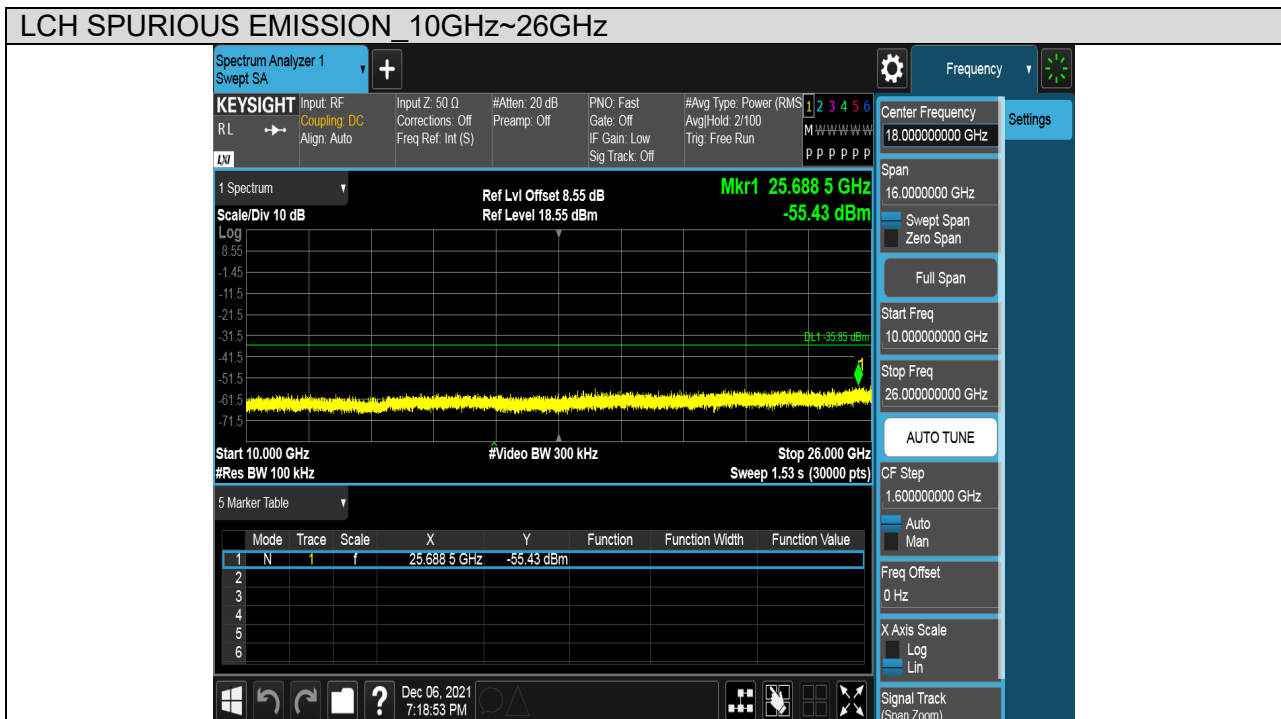 LCH SPURIOUS EMISSION_10GHz~26GHz
Spectrum Analyzer 1
Swept SA
Frequency
KEYSIGHT
RL
LXI
Input: RF
Coupling: DC
Align: Auto
Input Z: 50 Ω
Corrections: Off
Freq Ref: Int (S)
#Atten: 20 dB
Preamp: Off
PNO: Fast
Gate: Off
IF Gain: Low
Sig Track: Off
#Avg Type: Power (RMS
Avg|Hold: 2/100
Trig: Free Run
1 2 3 4 5 6
M W W W W W
P P P P P P
1 Spectrum
Scale/Div 10 dB
Ref Lvl Offset 8.55 dB
Ref Level 18.55 dBm
Mkr1 25.688 5 GHz
-55.43 dBm
Log
8.55
-1.45
-11.5
-21.5
-31.5
-41.5
-51.5
-61.5
-71.5
DL1 -35.85 dBm
1
Start 10.000 GHz
#Video BW 300 kHz
Stop 26.000 GHz
#Res BW 100 kHz
Sweep 1.53 s (30000 pts)
5 Marker Table
Mode Trace Scale X Y Function Function Width Function Value
1 N 1 f 25.688 5 GHz -55.43 dBm
2
3
4
5
6
?
Dec 06, 2021
7:18:53 PM
Center Frequency
18.000000000 GHz
Settings
Span
16.0000000 GHz
Swept Span
Zero Span
Full Span
Start Freq
10.000000000 GHz
Stop Freq
26.000000000 GHz
AUTO TUNE
CF Step
1.600000000 GHz
Auto
Man
Freq Offset
0 Hz
X Axis Scale
Log
Lin
Signal Track
(Span Zoom)